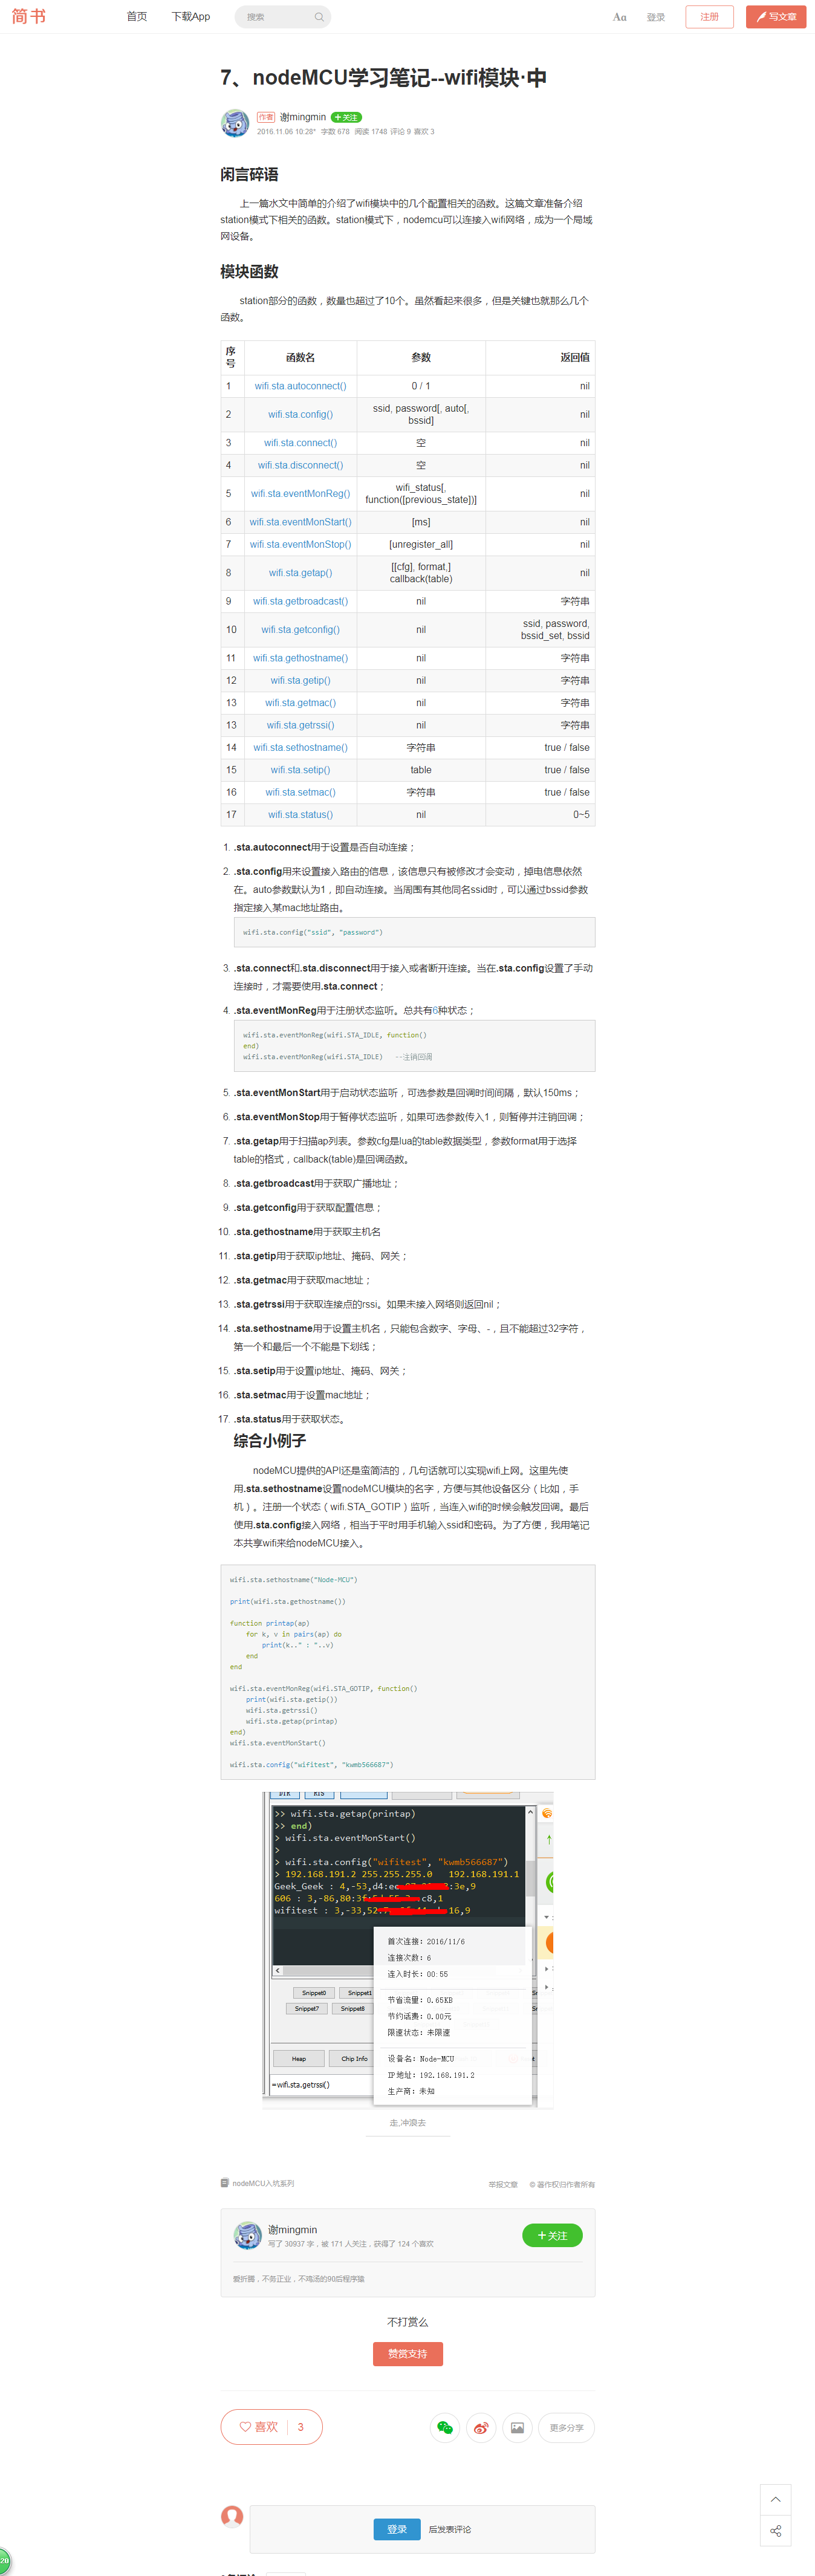 简书 首页 下载App 搜索 Aa 登录 注册 写文章
7、nodeMCU学习笔记--wifi模块·中
作者 谢mingmin +关注
2016.11.06 10:28* 字数 678 阅读 1748 评论 9 喜欢 3
闲言碎语
上一篇水文中简单的介绍了wifi模块中的几个配置相关的函数。这篇文章准备介绍
station模式下相关的函数。station模式下，nodemcu可以连接入wifi网络，成为一个局域
网设备。
模块函数
station部分的函数，数量也超过了10个。虽然看起来很多，但是关键也就那么几个
函数。
序号 函数名 参数 返回值
1 wifi.sta.autoconnect() 0 / 1 nil
2 wifi.sta.config() ssid, password[, auto[, bssid] nil
3 wifi.sta.connect() 空 nil
4 wifi.sta.disconnect() 空 nil
5 wifi.sta.eventMonReg() wifi_status[, function([previous_state])] nil
6 wifi.sta.eventMonStart() [ms] nil
7 wifi.sta.eventMonStop() [unregister_all] nil
8 wifi.sta.getap() [[cfg], format,] callback(table) nil
9 wifi.sta.getbroadcast() nil 字符串
10 wifi.sta.getconfig() nil ssid, password, bssid_set, bssid
11 wifi.sta.gethostname() nil 字符串
12 wifi.sta.getip() nil 字符串
13 wifi.sta.getmac() nil 字符串
13 wifi.sta.getrssi() nil 字符串
14 wifi.sta.sethostname() 字符串 true / false
15 wifi.sta.setip() table true / false
16 wifi.sta.setmac() 字符串 true / false
17 wifi.sta.status() nil 0~5
1. .sta.autoconnect用于设置是否自动连接；
2. .sta.config用来设置接入路由的信息，该信息只有被修改才会变动，掉电信息依然
在。auto参数默认为1，即自动连接。当周围有其他同名ssid时，可以通过bssid参数
指定接入某mac地址路由。
wifi.sta.config("ssid", "password")
3. .sta.connect和.sta.disconnect用于接入或者断开连接。当在.sta.config设置了手动
连接时，才需要使用.sta.connect；
4. .sta.eventMonReg用于注册状态监听。总共有6种状态；
wifi.sta.eventMonReg(wifi.STA_IDLE, function()
end)
wifi.sta.eventMonReg(wifi.STA_IDLE) --注销回调
5. .sta.eventMonStart用于启动状态监听，可选参数是回调时间间隔，默认150ms；
6. .sta.eventMonStop用于暂停状态监听，如果可选参数传入1，则暂停并注销回调；
7. .sta.getap用于扫描ap列表。参数cfg是lua的table数据类型，参数format用于选择
table的格式，callback(table)是回调函数。
8. .sta.getbroadcast用于获取广播地址；
9. .sta.getconfig用于获取配置信息；
10. .sta.gethostname用于获取主机名
11. .sta.getip用于获取ip地址、掩码、网关；
12. .sta.getmac用于获取mac地址；
13. .sta.getrssi用于获取连接点的rssi。如果未接入网络则返回nil；
14. .sta.sethostname用于设置主机名，只能包含数字、字母、-，且不能超过32字符，
第一个和最后一个不能是下划线；
15. .sta.setip用于设置ip地址、掩码、网关；
16. .sta.setmac用于设置mac地址；
17. .sta.status用于获取状态。
综合小例子
nodeMCU提供的API还是蛮简洁的，几句话就可以实现wifi上网。这里先使
用.sta.sethostname设置nodeMCU模块的名字，方便与其他设备区分（比如，手
机）。注册一个状态（wifi.STA_GOTIP）监听，当连入wifi的时候会触发回调。最后
使用.sta.config接入网络，相当于平时用手机输入ssid和密码。为了方便，我用笔记
本共享wifi来给nodeMCU接入。
wifi.sta.sethostname("Node-MCU")
print(wifi.sta.gethostname())
function printap(ap)
for k, v in pairs(ap) do
print(k.." : "..v)
end
end
wifi.sta.eventMonReg(wifi.STA_GOTIP, function()
print(wifi.sta.getip())
wifi.sta.getrssi()
wifi.sta.getap(printap)
end)
wifi.sta.eventMonStart()
wifi.sta.config("wifitest", "kwmb566687")
DTR RTS
>> wifi.sta.getap(printap)
>> end)
> wifi.sta.eventMonStart()
>
> wifi.sta.config("wifitest", "kwmb566687")
> 192.168.191.2 255.255.255.0 192.168.191.1
Geek_Geek : 4,-53,d4:ee :3e,9
606 : 3,-86,80:3f :c8,1
wifitest : 3,-33,52: 16,9
首次连接: 2016/11/6
连接次数: 6
连入时长: 00:55
Snippet0 Snippet1
节省流量: 0.65KB
Snippet7 Snippet8
节约话费: 0.00元
限速状态: 未限速
Heap Chip Info
设备名: Node-MCU
IP地址: 192.168.191.2
=wifi.sta.getrssi()
生产商: 未知
走,冲浪去
nodeMCU入坑系列 举报文章 © 著作权归作者所有
谢mingmin
写了 30937 字，被 171 人关注，获得了 124 个喜欢
+关注
爱折腾，不务正业，不鸡汤的90后程序猿
不打赏么
赞赏支持
喜欢 3 更多分享
登录 后发表评论
20